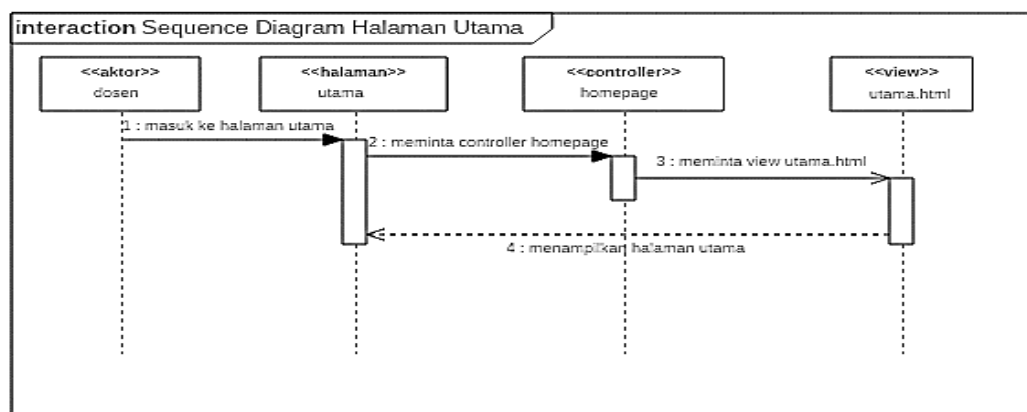 interaction Sequence Diagram Halaman Utama
<<aktor>>
dosen
<<halaman>>
utama
<<controller>>
homepage
<<view>>
utama.html
1 : masuk ke halaman utama
2 : meminta controller homepage
3 : meminta view utama.html
4 : menampilkan halaman utama